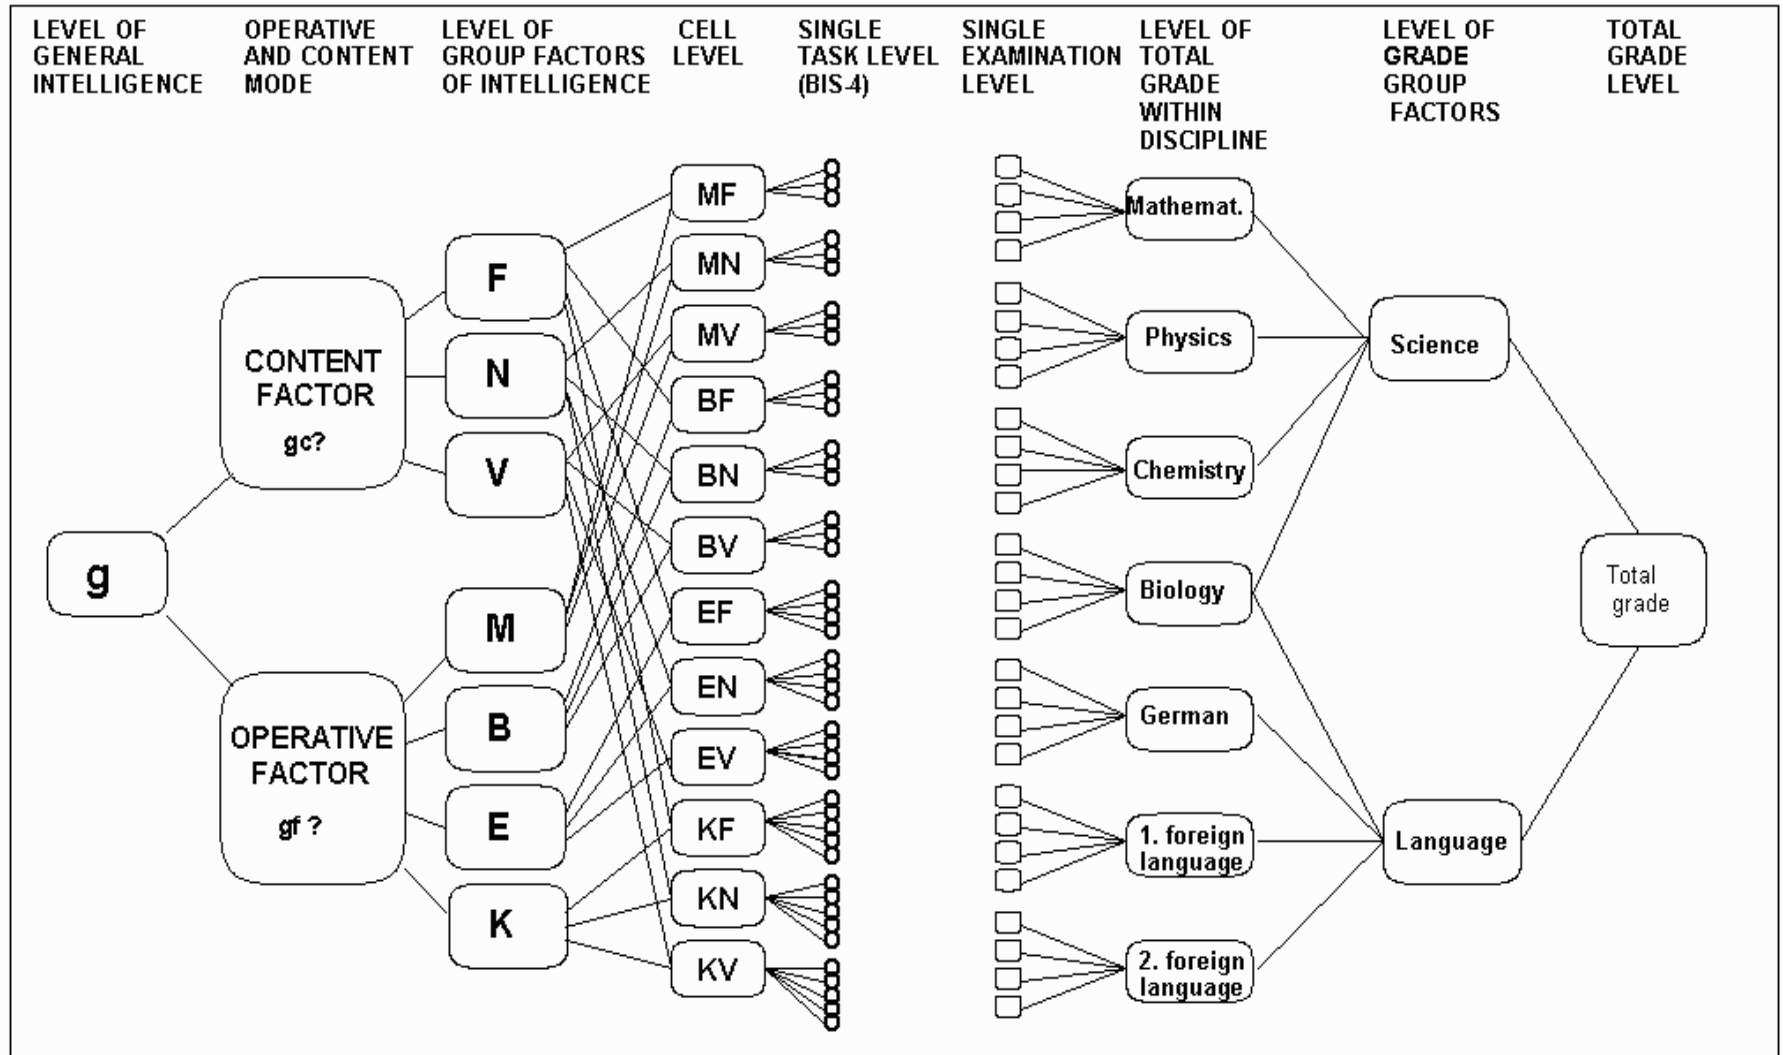 LEVEL OF
GENERAL
INTELLIGENCE
OPERATIVE
AND CONTENT
MODE
LEVEL OF
GROUP FACTORS
OF INTELLIGENCE
CELL
LEVEL
SINGLE
TASK LEVEL
(BIS-4)
SINGLE
EXAMINATION
LEVEL
LEVEL OF
TOTAL
GRADE
WITHIN
DISCIPLINE
LEVEL OF
GRADE
GROUP
FACTORS
TOTAL
GRADE
LEVEL
g
CONTENT
FACTOR
gc?
OPERATIVE
FACTOR
gf ?
F
N
V
M
B
E
K
MF
MN
MV
BF
BN
BV
EF
EN
EV
KF
KN
KV
Mathemat.
Physics
Chemistry
Biology
German
1. foreign
language
2. foreign
language
Science
Language
Total
grade